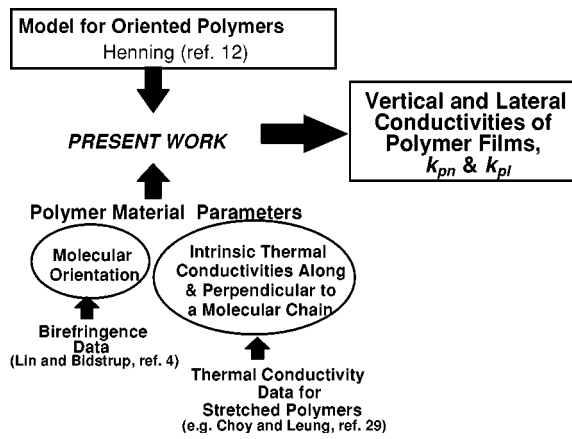 Model for Oriented Polymers
Henning (ref. 12)
PRESENT WORK
Vertical and Lateral
Conductivities of
Polymer Films,
kpn & kpl
Polymer Material Parameters
Molecular
Orientation
Intrinsic Thermal
Conductivities Along
& Perpendicular to
a Molecular Chain
Birefringence
Data
(Lin and Bidstrup, ref. 4)
Thermal Conductivity
Data for
Stretched Polymers
(e.g. Choy and Leung, ref. 29)